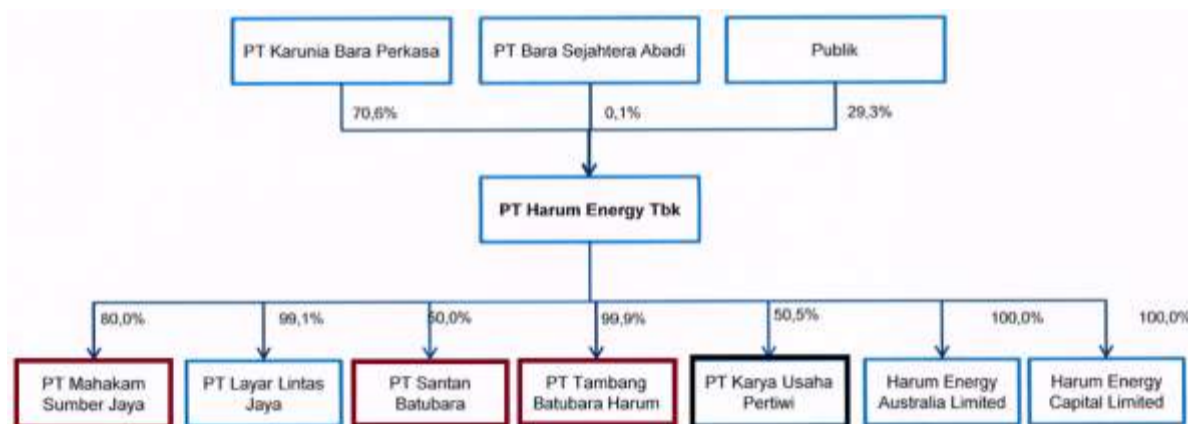 PT Karunia Bara Perkasa
PT Bara Sejahtera Abadi
Publik
70,6%
0,1%
29,3%
PT Harum Energy Tbk
80,0%
99,1%
50,0%
99,9%
50,5%
100,0%
100,0%
PT Mahakam
Sumber Jaya
PT Layar Lintas
Jaya
PT Santan
Batubara
PT Tambang
Batubara Harum
PT Karya Usaha
Pertiwi
Harum Energy
Australia Limited
Harum Energy
Capital Limited